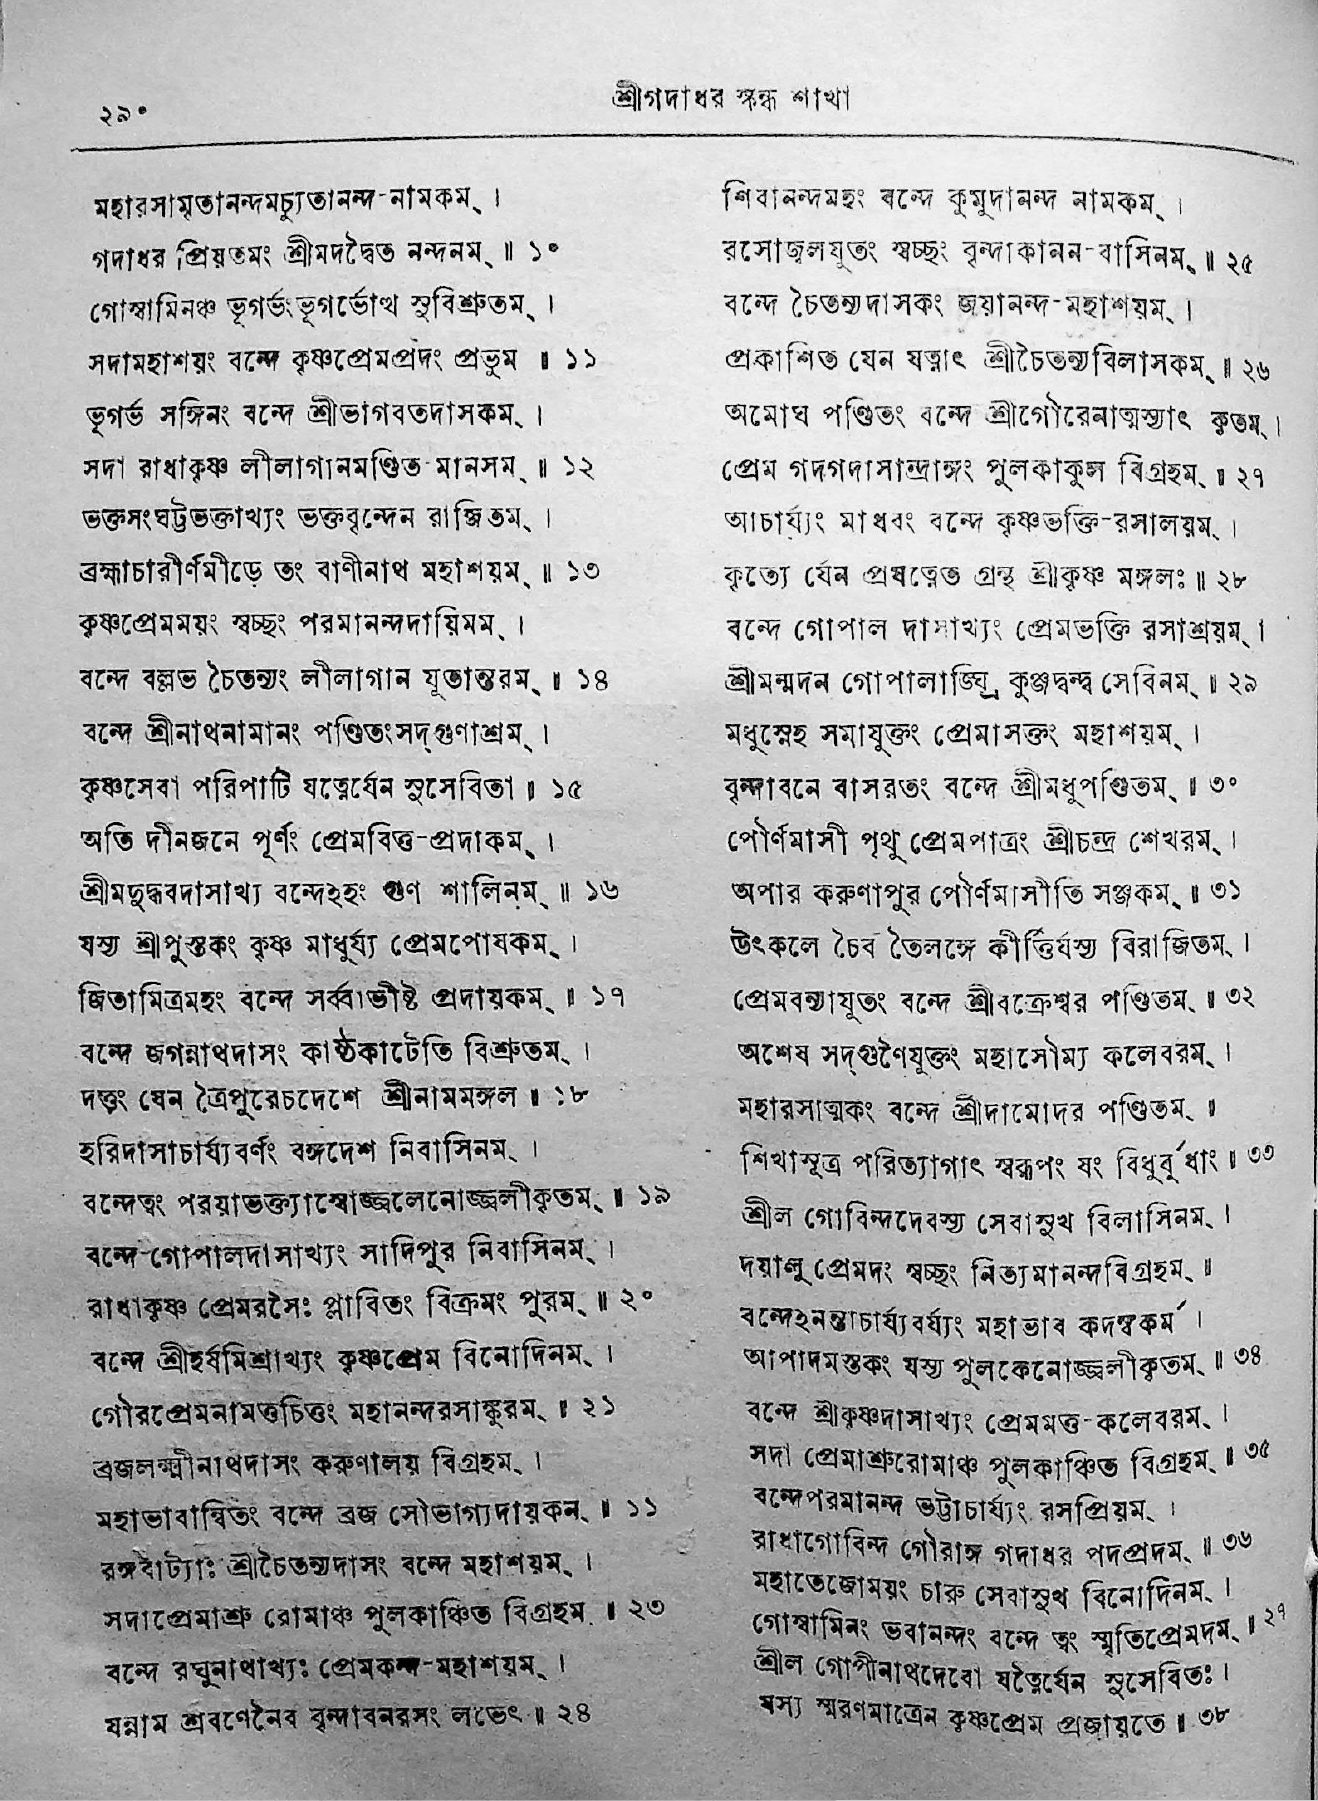 ২৯০
শ্রীগদাধর স্কন্ধ শাখা
মহারসামৃতানন্দমচ্যুতানন্দ-নামকম্ ।
গদাধর প্রিয়তমং শ্রীমদদ্বৈত নন্দনম্ ॥ ১০
গোস্বামিনঞ্চ ভূগর্ভংভূগর্ভোত্থ সুবিশ্রুতম্ ।
সদামহাশয়ং বন্দে কৃষ্ণপ্রেমপ্রদং প্রভুম ॥ ১১
ভূগর্ভ সঙ্গিনং বন্দে শ্রীভাগবতদাসকম্ ।
সদা রাধাকৃষ্ণ লীলাগানমণ্ডিত মানসম্ ॥ ১২
ভক্তসংঘট্টভক্তাখ্যং ভক্তবৃন্দেন রাজিতম্ ।
ব্রহ্মাচারীর্ণমীড়ে তং বাণীনাথ মহাশয়ম্ ॥ ১৩
কৃষ্ণপ্রেমময়ং স্বচ্ছং পরমানন্দদায়িমম্ ।
বন্দে বল্লভ চৈতন্যং লীলাগান যুতান্তরম্ ॥ ১৪
বন্দে শ্রীনাথনামানং পণ্ডিতংসদ্‌গুণাশ্রম্ ।
কৃষ্ণসেবা পরিপাটি যত্নের্যেন সুসেবিতা ॥ ১৫
অতি দীনজনে পূর্ণং প্রেমবিত্ত-প্রদাকম্ ।
শ্রীমদুদ্ধবদাসাখ্য বন্দেঽহং গুণ শালিনম্ ॥ ১৬
যস্য শ্রীপুস্তকং কৃষ্ণ মাধুর্য্য প্রেমপোষকম্ ।
জিতামিত্রমহং বন্দে সর্ব্বাভীষ্ট প্রদায়কম্ ॥ ১৭
বন্দে জগন্নাথদাসং কাষ্ঠকাটেতি বিশ্রুতম্ ।
দত্তং যেন ত্রৈপুরেচদেশে শ্রীনামমঙ্গল ॥ ১৮
হরিদাসাচার্য্যবর্ণং বঙ্গদেশ নিবাসিনম্ ।
বন্দেত্বং পরয়াভক্ত্যাস্বোজ্জ্বলেনোজ্জ্বলীকৃতম্ ॥ ১৯
বন্দে-গোপালদাসাখ্যং সাদিপুর নিবাসিনম্ ।
রাধাকৃষ্ণ প্রেমরসৈঃ প্লাবিতং বিক্রমং পুরম্ ॥ ২০
বন্দে শ্রীহর্ষমিশ্রাখ্যং কৃষ্ণপ্রেম বিনোদিনম্ ।
গৌরপ্রেমনামত্তচিত্তং মহানন্দরসাঙ্কুরম্ ॥ ২১
ব্রজলক্ষ্মীনাথদাসং করুণালয় বিগ্রহম্ ।
মহাভাবান্বিতং বন্দে ব্রজ সৌভাগ্যদায়কন্ ॥ ১১
রঙ্গবাট্যাঃ শ্রীচৈতন্যদাসং বন্দে মহাশয়ম্ ।
সদাপ্রেমাশ্রু রোমাঞ্চ পুলকাঞ্চিত বিগ্রহম ॥ ২৩
বন্দে রঘুনাথাখ্যঃ প্রেমকন্দ-মহাশয়ম্ ।
যন্নাম শ্রবণেনৈব বৃন্দাবনরসং লভেৎ ॥ ২৪
শিবানন্দমহং বন্দে কুমুদানন্দ নামকম্ ।
রসোজ্বলযুতং স্বচ্ছং বৃন্দাকানন-বাসিনম্ ॥ ২৫
বন্দে চৈতন্যদাসকং জয়ানন্দ-মহাশয়ম্ ।
প্রকাশিত যেন যত্নাৎ শ্রীচৈতন্যবিলাসকম্ ॥ ২৬
অমোঘ পণ্ডিতং বন্দে শ্রীগৌরেনাত্মস্যাৎ কৃতম্ ।
প্রেম গদগদাসান্দ্রাঙ্গং পুলকাকুল বিগ্রহম্ ॥ ২৭
আচার্য্যং মাধবং বন্দে কৃষ্ণভক্তি-রসালয়ম্ ।
কৃত্যে র্যেন প্রযত্নেত গ্রন্থ শ্রীকৃষ্ণ মঙ্গলঃ ॥ ২৮
বন্দে গোপাল দাসাখ্যং প্রেমভক্তি রসাশ্রয়ম্ ।
শ্রীমন্মদন গোপালাঙ্ঘ্রি কুঞ্জদ্বন্দ্ব সেবিনম্ ॥ ২৯
মধুস্নেহ সমাযুক্তং প্রেমাসক্তং মহাশয়ম্ ।
বৃন্দাবনে বাসরতং বন্দে শ্রীমধুপণ্ডিতম্ ॥ ৩০
পৌর্ণমাসী পৃথু প্রেমপাত্রং শ্রীচন্দ্র শেখরম্ ।
অপার করুণাপুর পৌর্ণমাসীতি সঞ্জকম্ ॥ ৩১
উৎকলে চৈব তৈলঙ্গে কীর্ত্তির্যস্য বিরাজিতম্ ।
প্রেমবন্যাযুতং বন্দে শ্রীবক্রেশ্বর পণ্ডিতম্ ॥ ৩২
অশেষ সদ্‌গুণৈযুক্তং মহাসৌম্য কলেবরম্ ।
মহারসাত্মকং বন্দে শ্রীদামোদর পণ্ডিতম্ ॥
শিখাসূত্র পরিত্যাগাৎ স্বরূপং যং বিধুর্বুধাং ॥ ৩৩
শ্রীল গোবিন্দদেবস্য সেবাসুখ বিলাসিনম্ ।
দয়ালু প্রেমদং স্বচ্ছং নিত্যমানন্দবিগ্রহম্ ॥
বন্দেঽনন্তাচার্য্যবর্য্যং মহাভাব কদম্বকর্ম ।
আপাদমস্তকং যস্য পুলকেনোজ্জ্বলীকৃতম্ ॥ ৩৪
বন্দে শ্রীকৃষ্ণদাসাখ্যং প্রেমমত্ত-কলেবরম্ ।
সদা প্রেমাশ্রুরোমাঞ্চ পুলকাঞ্চিত বিগ্রহম্ ॥ ৩৫
বন্দেপরমানন্দ ভট্টাচার্য্যং রসপ্রিয়ম্ ।
রাধাগোবিন্দ গৌরাঙ্গ গদাধর পদপ্রদম্ ॥ ৩৬
মহাতেজোময়ং চারু সেবাসুখ বিনোদিনম্ ।
গোস্বামিনং ভবানন্দং বন্দে ত্বং স্মৃতিপ্রেমদম্ ॥ ২৭
শ্রীল গোপীনাথদেবো যত্নৈর্যেন সুসেবিতঃ ।
যস্য স্মরণমাত্রেন কৃষ্ণপ্রেম প্রজায়তে ॥ ৩৮